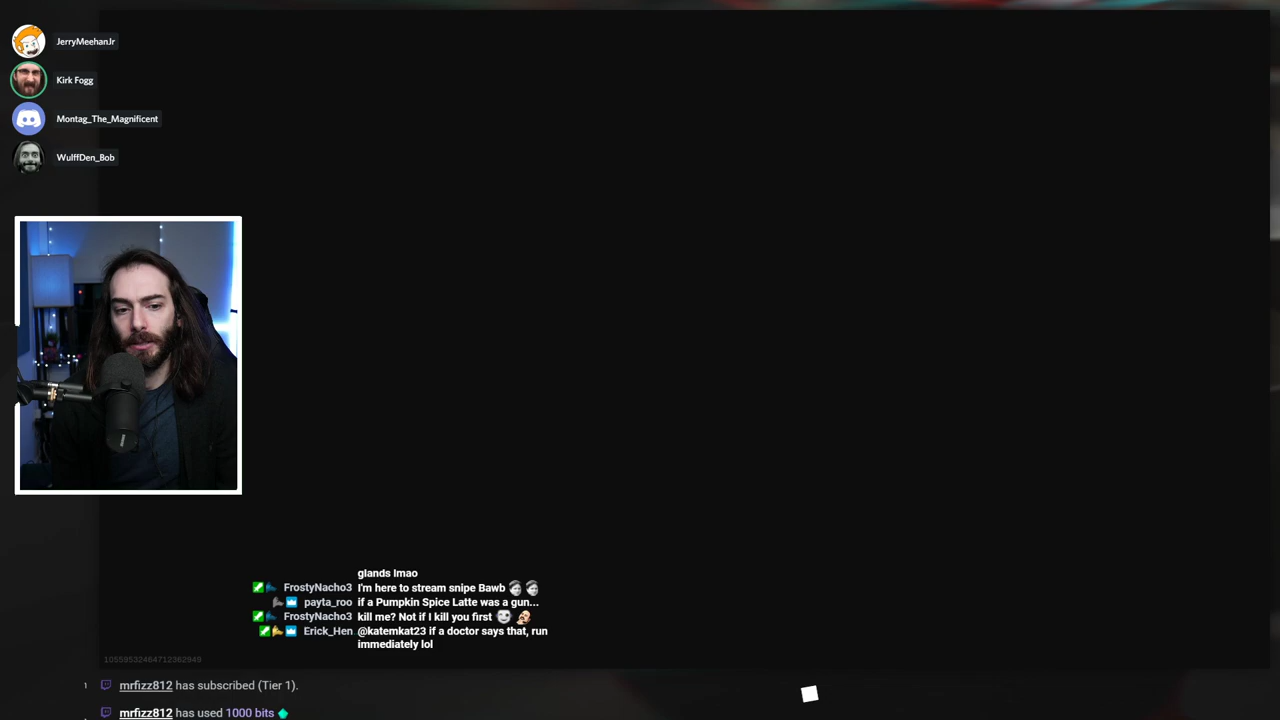 JerryMeehanJr
Kirk Fogg
Montag_The_Magnificent
WulffDen_Bob
glands lmao
FrostyNacho3 I'm here to stream snipe Bawb
payta_roo if a Pumpkin Spice Latte was a gun...
FrostyNacho3 kill me? Not if I kill you first
Erick_Hen @katemkat23 if a doctor says that, run
immediately lol
10559532464712362949
1 mrfizz812 has subscribed (Tier 1).
mrfizz812 has used 1000 bits